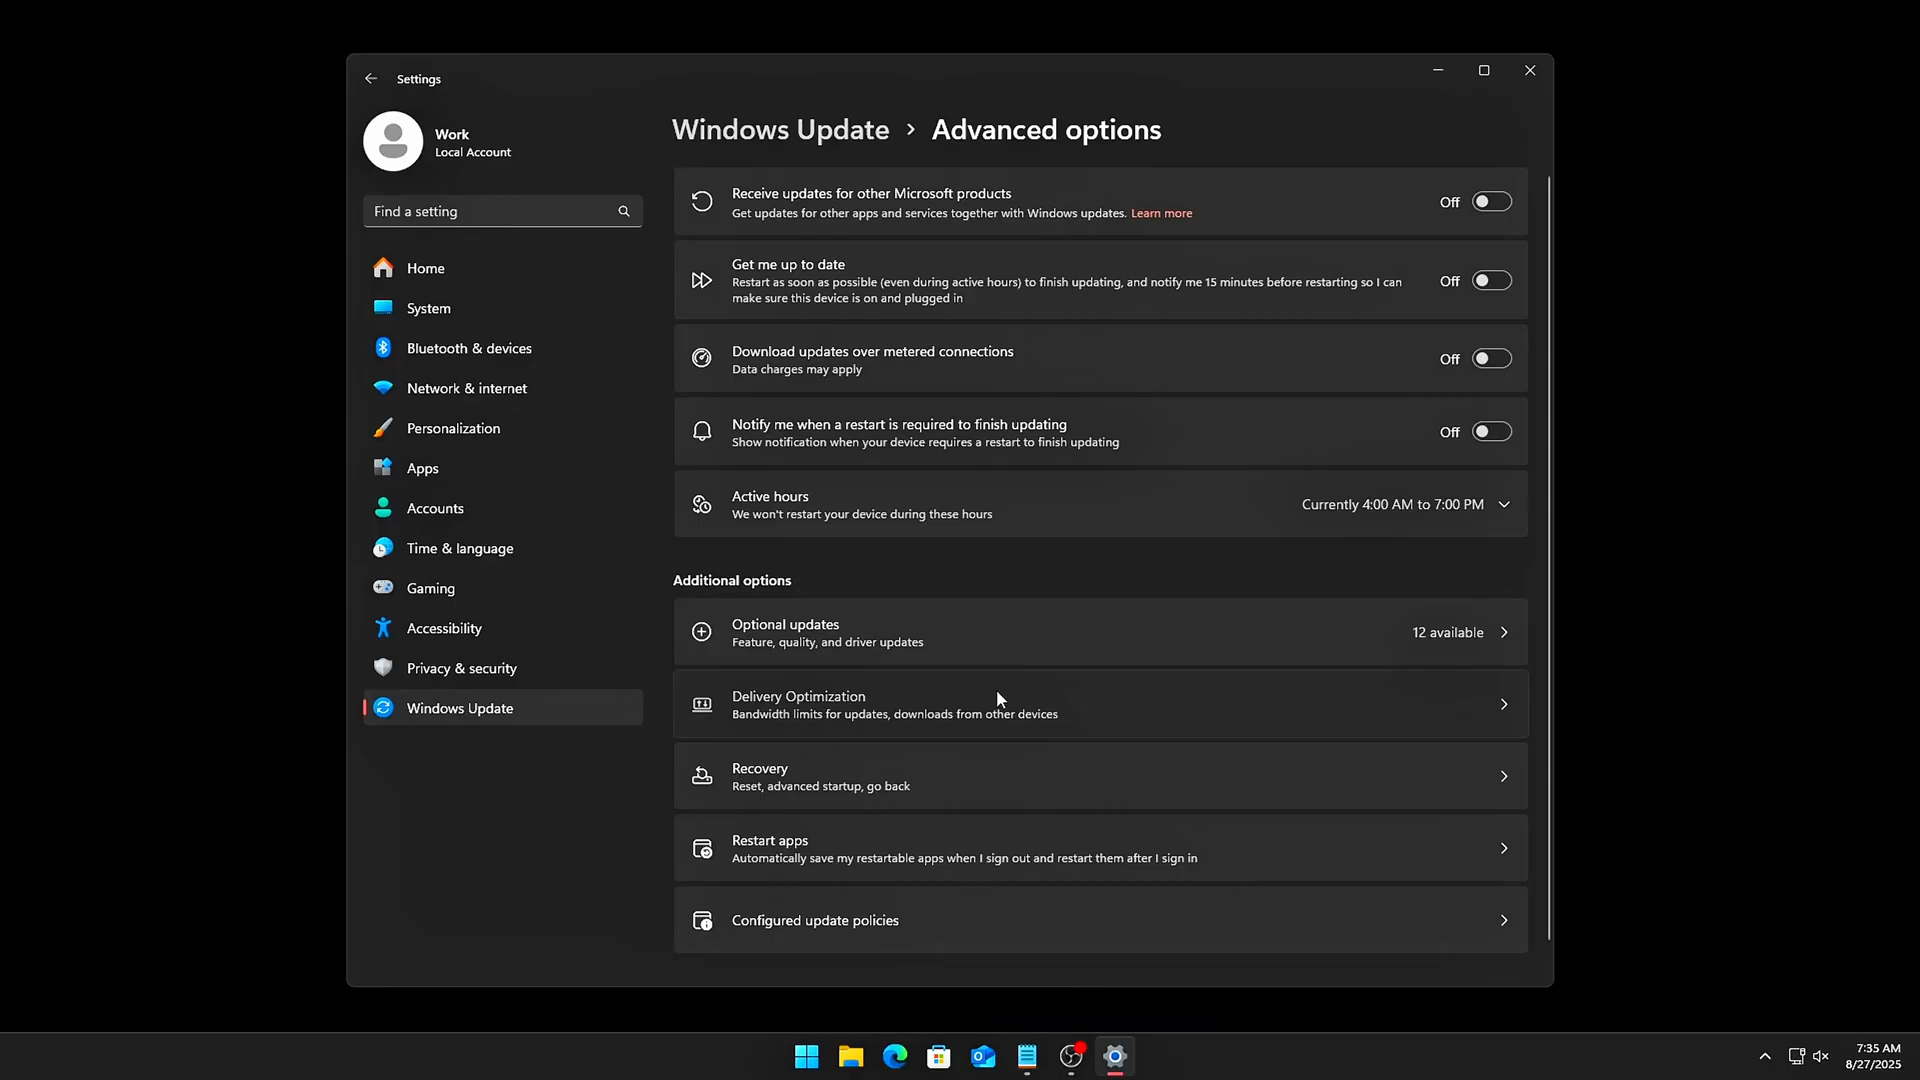 Settings
Work
Local Account
Find a setting
Home
System
Bluetooth & devices
Network & internet
Personalization
Apps
Accounts
Time & language
Gaming
Accessibility
Privacy & security
Windows Update
Windows Update > Advanced options
Receive updates for other Microsoft products
Get updates for other apps and services together with Windows updates. Learn more
Off
Get me up to date
Restart as soon as possible (even during active hours) to finish updating, and notify me 15 minutes before restarting so I can
make sure this device is on and plugged in
Off
Download updates over metered connections
Data charges may apply
Off
Notify me when a restart is required to finish updating
Show notification when your device requires a restart to finish updating
Off
Active hours
We won't restart your device during these hours
Currently 4:00 AM to 7:00 PM
Additional options
Optional updates
Feature, quality, and driver updates
12 available
Delivery Optimization
Bandwidth limits for updates, downloads from other devices
Recovery
Reset, advanced startup, go back
Restart apps
Automatically save my restartable apps when I sign out and restart them after I sign in
Configured update policies
7:35 AM
8/27/2025